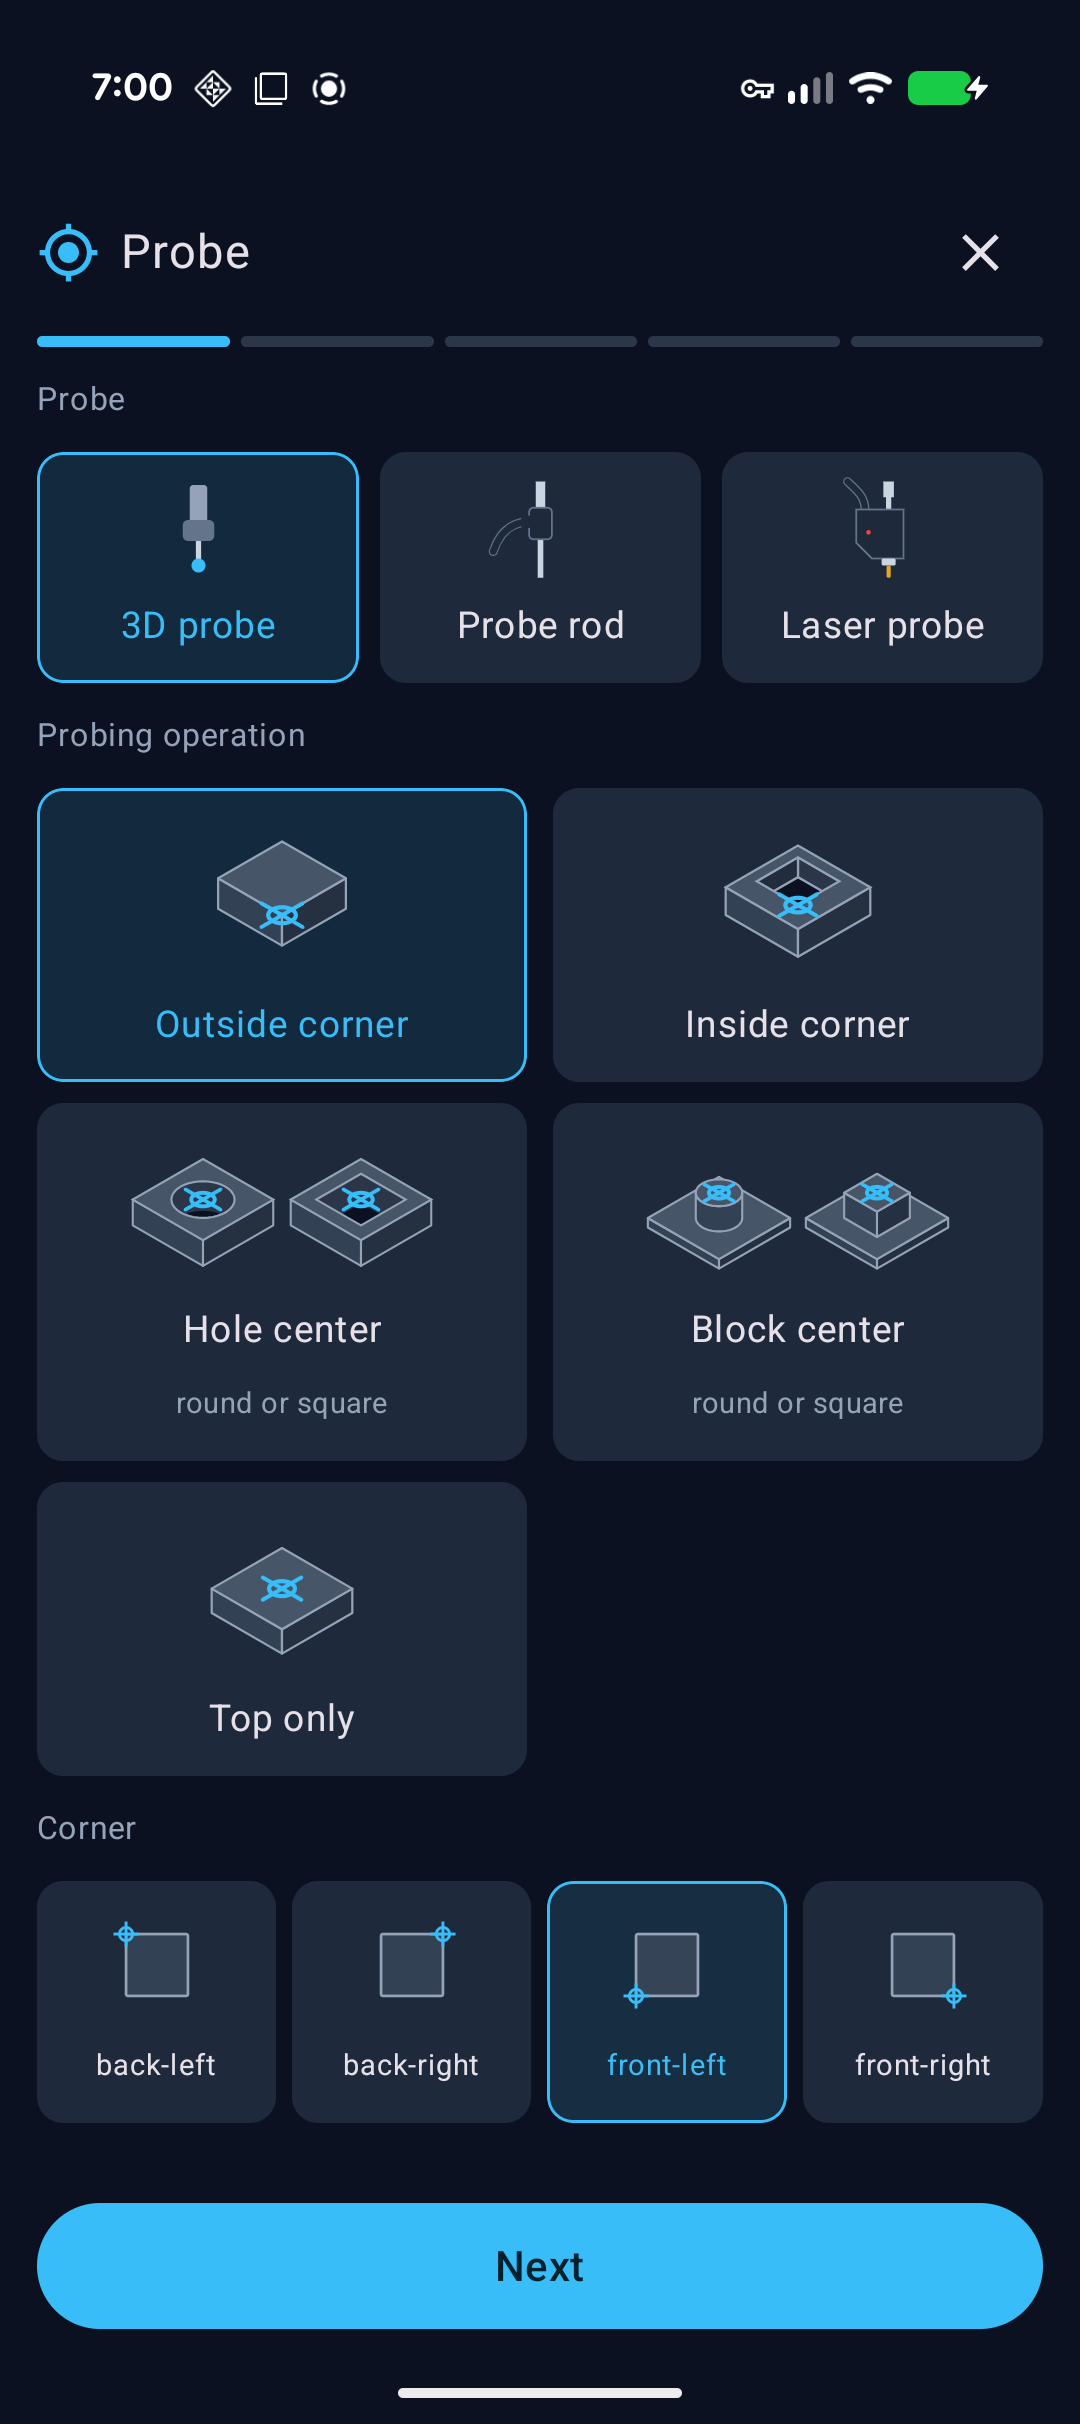 7:00
Probe
Probe
3D probe
Probe rod
Laser probe
Probing operation
Outside corner
Inside corner
Hole center
round or square
Block center
round or square
Top only
Corner
back-left
back-right
front-left
front-right
Next